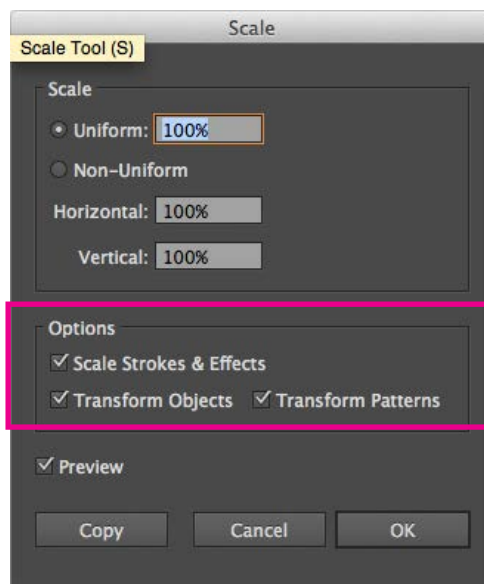 Scale
Scale Tool (S)
Scale
Uniform: 100%
Non-Uniform
Horizontal: 100%
Vertical: 100%
Options
Scale Strokes & Effects
Transform Objects Transform Patterns
Preview
Copy Cancel OK